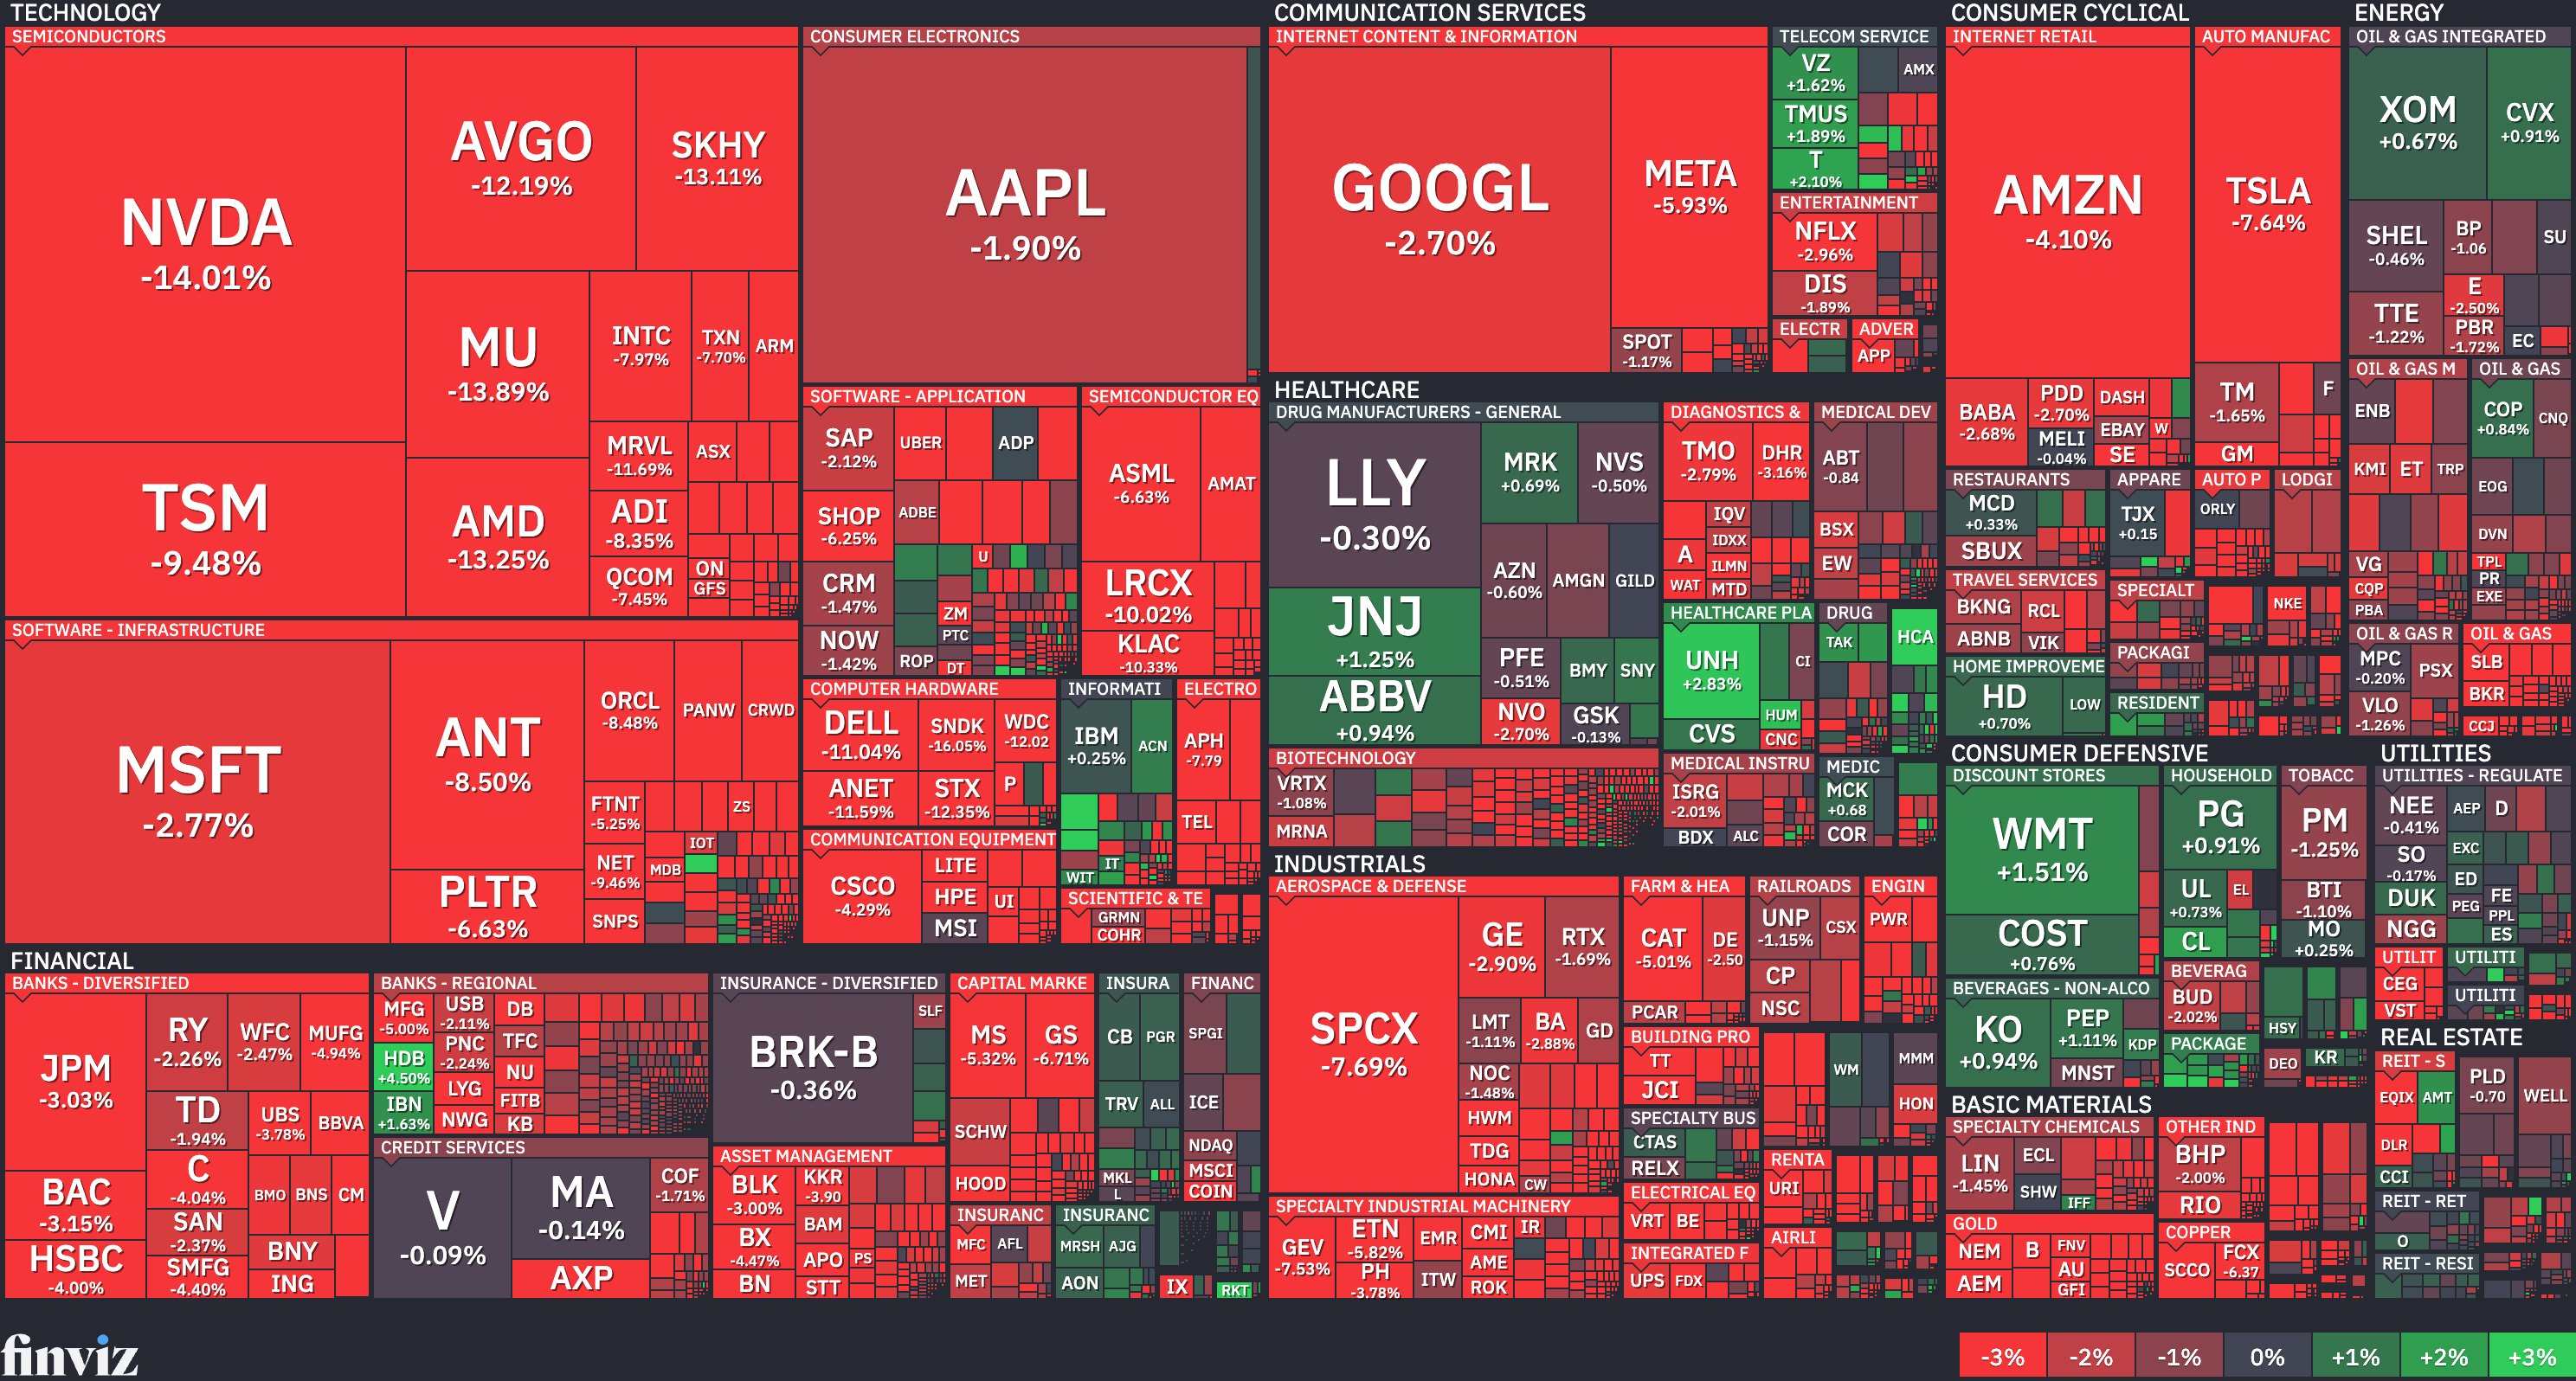 TECHNOLOGY
SEMICONDUCTORS
NVDA
-14.01%
AVGO
-12.19%
SKHY
-13.11%
TSM
-9.48%
MU
-13.89%
AMD
-13.25%
INTC
-7.97%
TXN
-7.70%
ARM
MRVL
-11.69%
ASX
ADI
-8.35%
QCOM
-7.45%
ON
GFS
SOFTWARE - INFRASTRUCTURE
MSFT
-2.77%
ANT
-8.50%
PLTR
-6.63%
ORCL
-8.48%
PANW
CRWD
FTNT
-5.25%
ZS
NET
-9.46%
MDB
IOT
SNPS
CONSUMER ELECTRONICS
AAPL
-1.90%
SOFTWARE - APPLICATION
SAP
-2.12%
UBER
ADP
SHOP
-6.25%
ADBE
U
CRM
-1.47%
ZM
PTC
NOW
-1.42%
ROP
DT
SEMICONDUCTOR EQ
ASML
-6.63%
AMAT
LRCX
-10.02%
KLAC
-10.33%
COMPUTER HARDWARE
DELL
-11.04%
SNDK
-16.05%
WDC
-12.02
ANET
-11.59%
STX
-12.35%
P
INFORMATI
IBM
+0.25%
ACN
IT
WIT
ELECTRO
APH
-7.79
TEL
COMMUNICATION EQUIPMENT
CSCO
-4.29%
LITE
HPE
UI
MSI
SCIENTIFIC & TE
GRMN
COHR
FINANCIAL
BANKS - DIVERSIFIED
JPM
-3.03%
RY
-2.26%
WFC
-2.47%
MUFG
-4.94%
TD
-1.94%
UBS
-3.78%
BBVA
BAC
-3.15%
C
-4.04%
BMO
BNS
CM
SAN
-2.37%
HSBC
-4.00%
SMFG
-4.40%
BNY
ING
BANKS - REGIONAL
MFG
-5.00%
USB
-2.11%
DB
HDB
+4.50%
PNC
-2.24%
TFC
IBN
+1.63%
LYG
NU
NWG
FITB
KB
CREDIT SERVICES
V
-0.09%
MA
-0.14%
COF
-1.71%
AXP
INSURANCE - DIVERSIFIED
BRK-B
-0.36%
SLF
ASSET MANAGEMENT
BLK
-3.00%
KKR
-3.90
BX
-4.47%
BAM
BN
APO
PS
STT
CAPITAL MARKE
MS
-5.32%
GS
-6.71%
SCHW
HOOD
INSURA
CB
PGR
TRV
ALL
MKL
L
FINANC
SPGI
ICE
NDAQ
MSCI
COIN
INSURANC
MFC
AFL
MET
INSURANC
MRSH
AJG
AON
IX
RKT
COMMUNICATION SERVICES
INTERNET CONTENT & INFORMATION
GOOGL
-2.70%
META
-5.93%
SPOT
-1.17%
TELECOM SERVICE
VZ
+1.62%
AMX
TMUS
+1.89%
T
+2.10%
ENTERTAINMENT
NFLX
-2.96%
DIS
-1.89%
ELECTR
ADVER
APP
HEALTHCARE
DRUG MANUFACTURERS - GENERAL
LLY
-0.30%
MRK
+0.69%
NVS
-0.50%
JNJ
+1.25%
AZN
-0.60%
AMGN
GILD
ABBV
+0.94%
PFE
-0.51%
BMY
SNY
NVO
-2.70%
GSK
-0.13%
BIOTECHNOLOGY
VRTX
-1.08%
MRNA
DIAGNOSTICS &
TMO
-2.79%
DHR
-3.16%
A
IQV
IDXX
ILMN
WAT
MTD
MEDICAL DEV
ABT
-0.84
BSX
EW
HEALTHCARE PLA
UNH
+2.83%
CI
CVS
HUM
CNC
DRUG
TAK
HCA
MEDICAL INSTRU
ISRG
-2.01%
BDX
ALC
MEDIC
MCK
+0.68
COR
INDUSTRIALS
AEROSPACE & DEFENSE
SPCX
-7.69%
GE
-2.90%
RTX
-1.69%
LMT
-1.11%
BA
-2.88%
GD
NOC
-1.48%
HWM
TDG
HONA
CW
FARM & HEA
CAT
-5.01%
DE
-2.50
PCAR
RAILROADS
UNP
-1.15%
CSX
CP
NSC
ENGIN
PWR
BUILDING PRO
TT
JCI
WM
MMM
HON
SPECIALTY BUS
CTAS
RELX
SPECIALTY INDUSTRIAL MACHINERY
GEV
-7.53%
ETN
-5.82%
EMR
CMI
IR
PH
-3.78%
ITW
AME
ROK
ELECTRICAL EQ
VRT
BE
INTEGRATED F
UPS
FDX
RENTA
URI
AIRLI
CONSUMER CYCLICAL
INTERNET RETAIL
AMZN
-4.10%
BABA
-2.68%
PDD
-2.70%
DASH
MELI
-0.04%
EBAY
W
SE
AUTO MANUFAC
TSLA
-7.64%
TM
-1.65%
F
GM
RESTAURANTS
MCD
+0.33%
SBUX
APPARE
TJX
+0.15
AUTO P
ORLY
LODGI
TRAVEL SERVICES
BKNG
RCL
ABNB
VIK
SPECIALT
NKE
HOME IMPROVEME
HD
+0.70%
LOW
PACKAGI
RESIDENT
CONSUMER DEFENSIVE
DISCOUNT STORES
WMT
+1.51%
COST
+0.76%
HOUSEHOLD
PG
+0.91%
UL
+0.73%
EL
CL
TOBACC
PM
-1.25%
BTI
-1.10%
MO
+0.25%
BEVERAGES - NON-ALCO
KO
+0.94%
PEP
+1.11%
KDP
MNST
BEVERAG
BUD
-2.02%
HSY
PACKAGE
DEO
KR
BASIC MATERIALS
SPECIALTY CHEMICALS
LIN
-1.45%
ECL
SHW
IFF
OTHER IND
BHP
-2.00%
RIO
GOLD
NEM
B
FNV
AEM
AU
GFI
COPPER
SCCO
FCX
-6.37
ENERGY
OIL & GAS INTEGRATED
XOM
+0.67%
CVX
+0.91%
SHEL
-0.46%
BP
-1.06
SU
TTE
-1.22%
E
-2.50%
PBR
-1.72%
EC
OIL & GAS M
ENB
KMI
ET
TRP
VG
CQP
PBA
OIL & GAS
COP
+0.84%
CNQ
EOG
DVN
TPL
PR
EXE
OIL & GAS R
MPC
-0.20%
PSX
VLO
-1.26%
OIL & GAS
SLB
BKR
CCJ
UTILITIES
UTILITIES - REGULATE
NEE
-0.41%
AEP
D
SO
-0.17%
EXC
DUK
ED
PEG
FE
PPL
NGG
ES
UTILIT
CEG
VST
UTILITI
UTILITI
REAL ESTATE
REIT - S
EQIX
AMT
DLR
CCI
PLD
-0.70
WELL
REIT - RET
O
REIT - RESI
finviz
-3%
-2%
-1%
0%
+1%
+2%
+3%